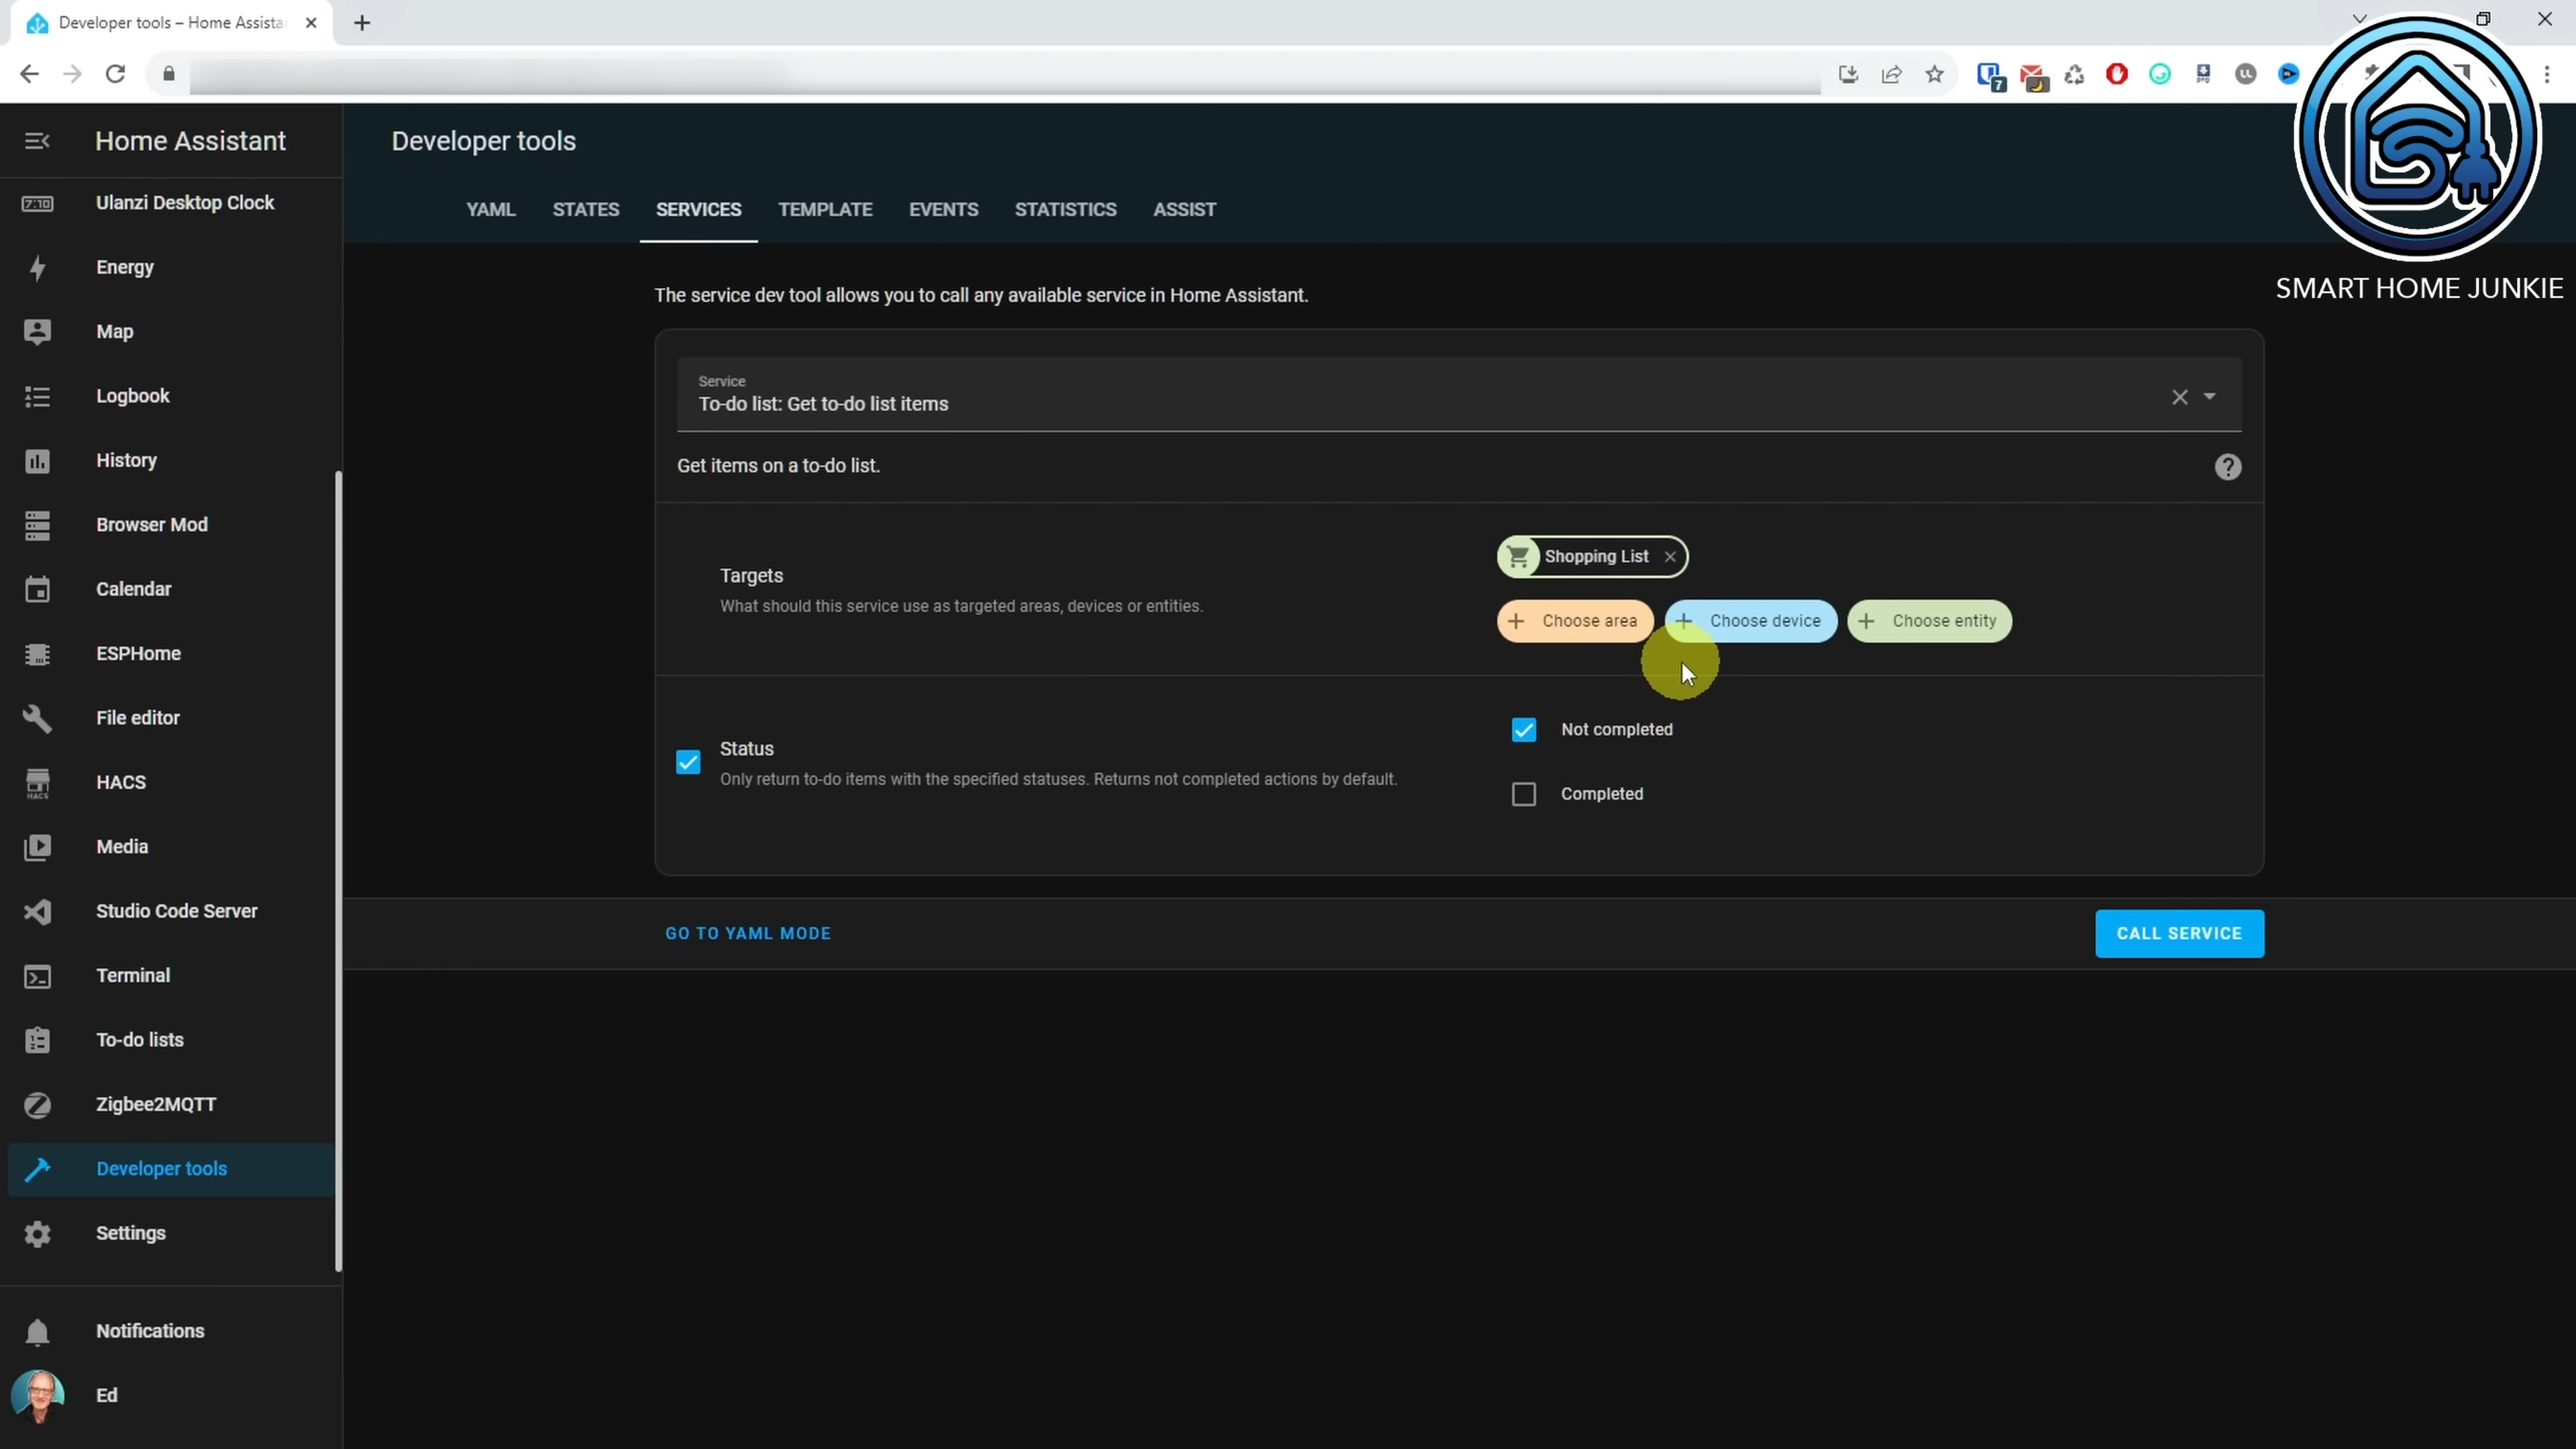 Developer tools – Home Assista
Home Assistant
Developer tools
7:10
Ulanzi Desktop Clock
YAML
STATES
SERVICES
TEMPLATE
EVENTS
STATISTICS
ASSIST
SMART HOME JUNKIE
Energy
Map
Logbook
History
Browser Mod
Calendar
ESPHome
File editor
HACS
HACS
Media
Studio Code Server
Terminal
To-do lists
Zigbee2MQTT
Developer tools
Settings
Notifications
Ed
The service dev tool allows you to call any available service in Home Assistant.
Service
To-do list: Get to-do list items
Get items on a to-do list.
Targets
What should this service use as targeted areas, devices or entities.
Shopping List
Choose area
Choose device
Choose entity
Status
Only return to-do items with the specified statuses. Returns not completed actions by default.
Not completed
Completed
GO TO YAML MODE
CALL SERVICE
7